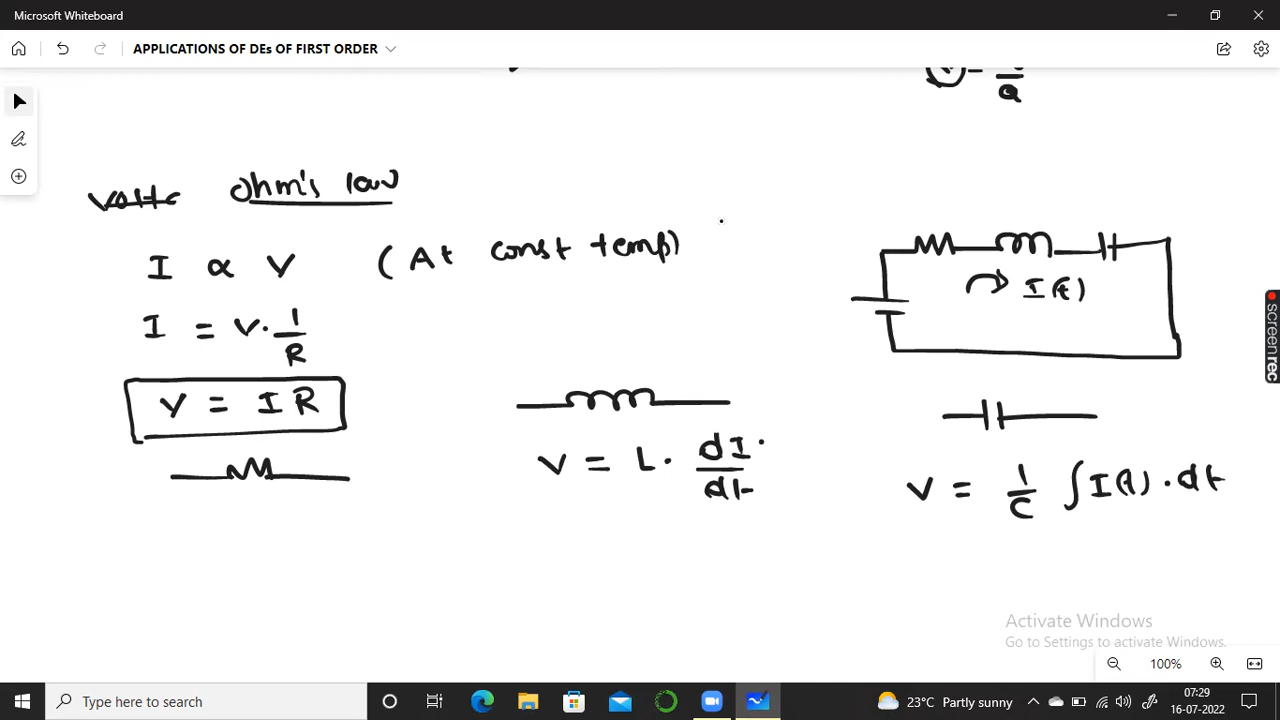 Microsoft Whiteboard
APPLICATIONS OF DEs OF FIRST ORDER
Q
Volts Ohm's law
I ∝ V (At const temp)
I = V · 1/R
V = I R
I(t)
V = L · dI/dt
V = 1/C ∫ I(t) · dt
screenrec
Activate Windows
Go to Settings to activate Windows.
100%
Type here to search
23°C Partly sunny
07:29
16-07-2022